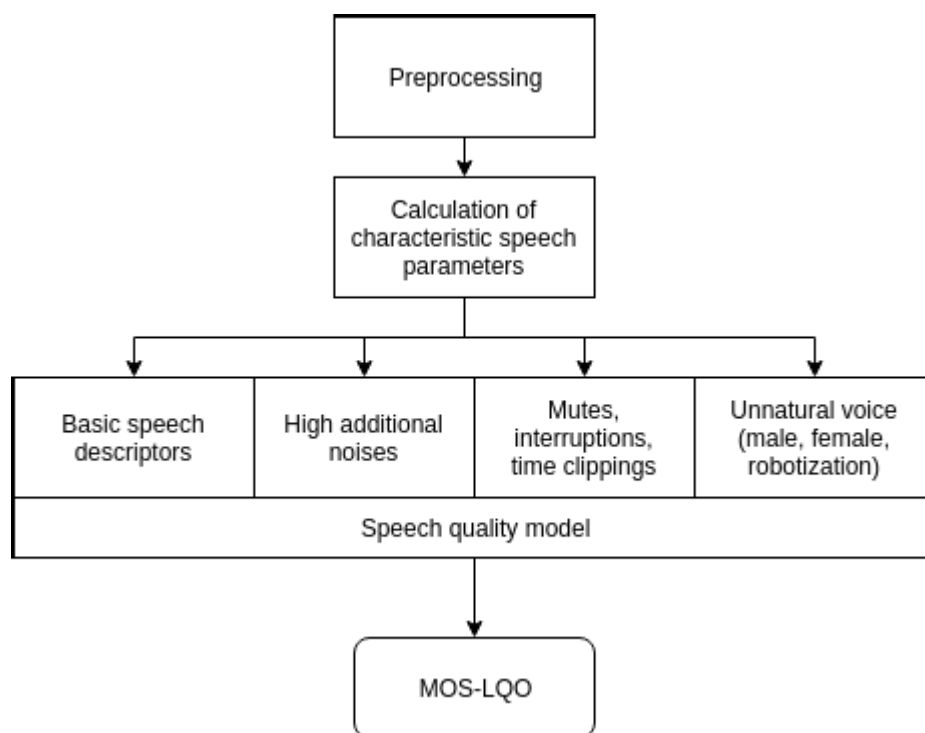 Preprocessing
Calculation of
characteristic speech
parameters
Basic speech
descriptors
High additional
noises
Mutes,
interruptions,
time clippings
Unnatural voice
(male, female,
robotization)
Speech quality model
MOS-LQO